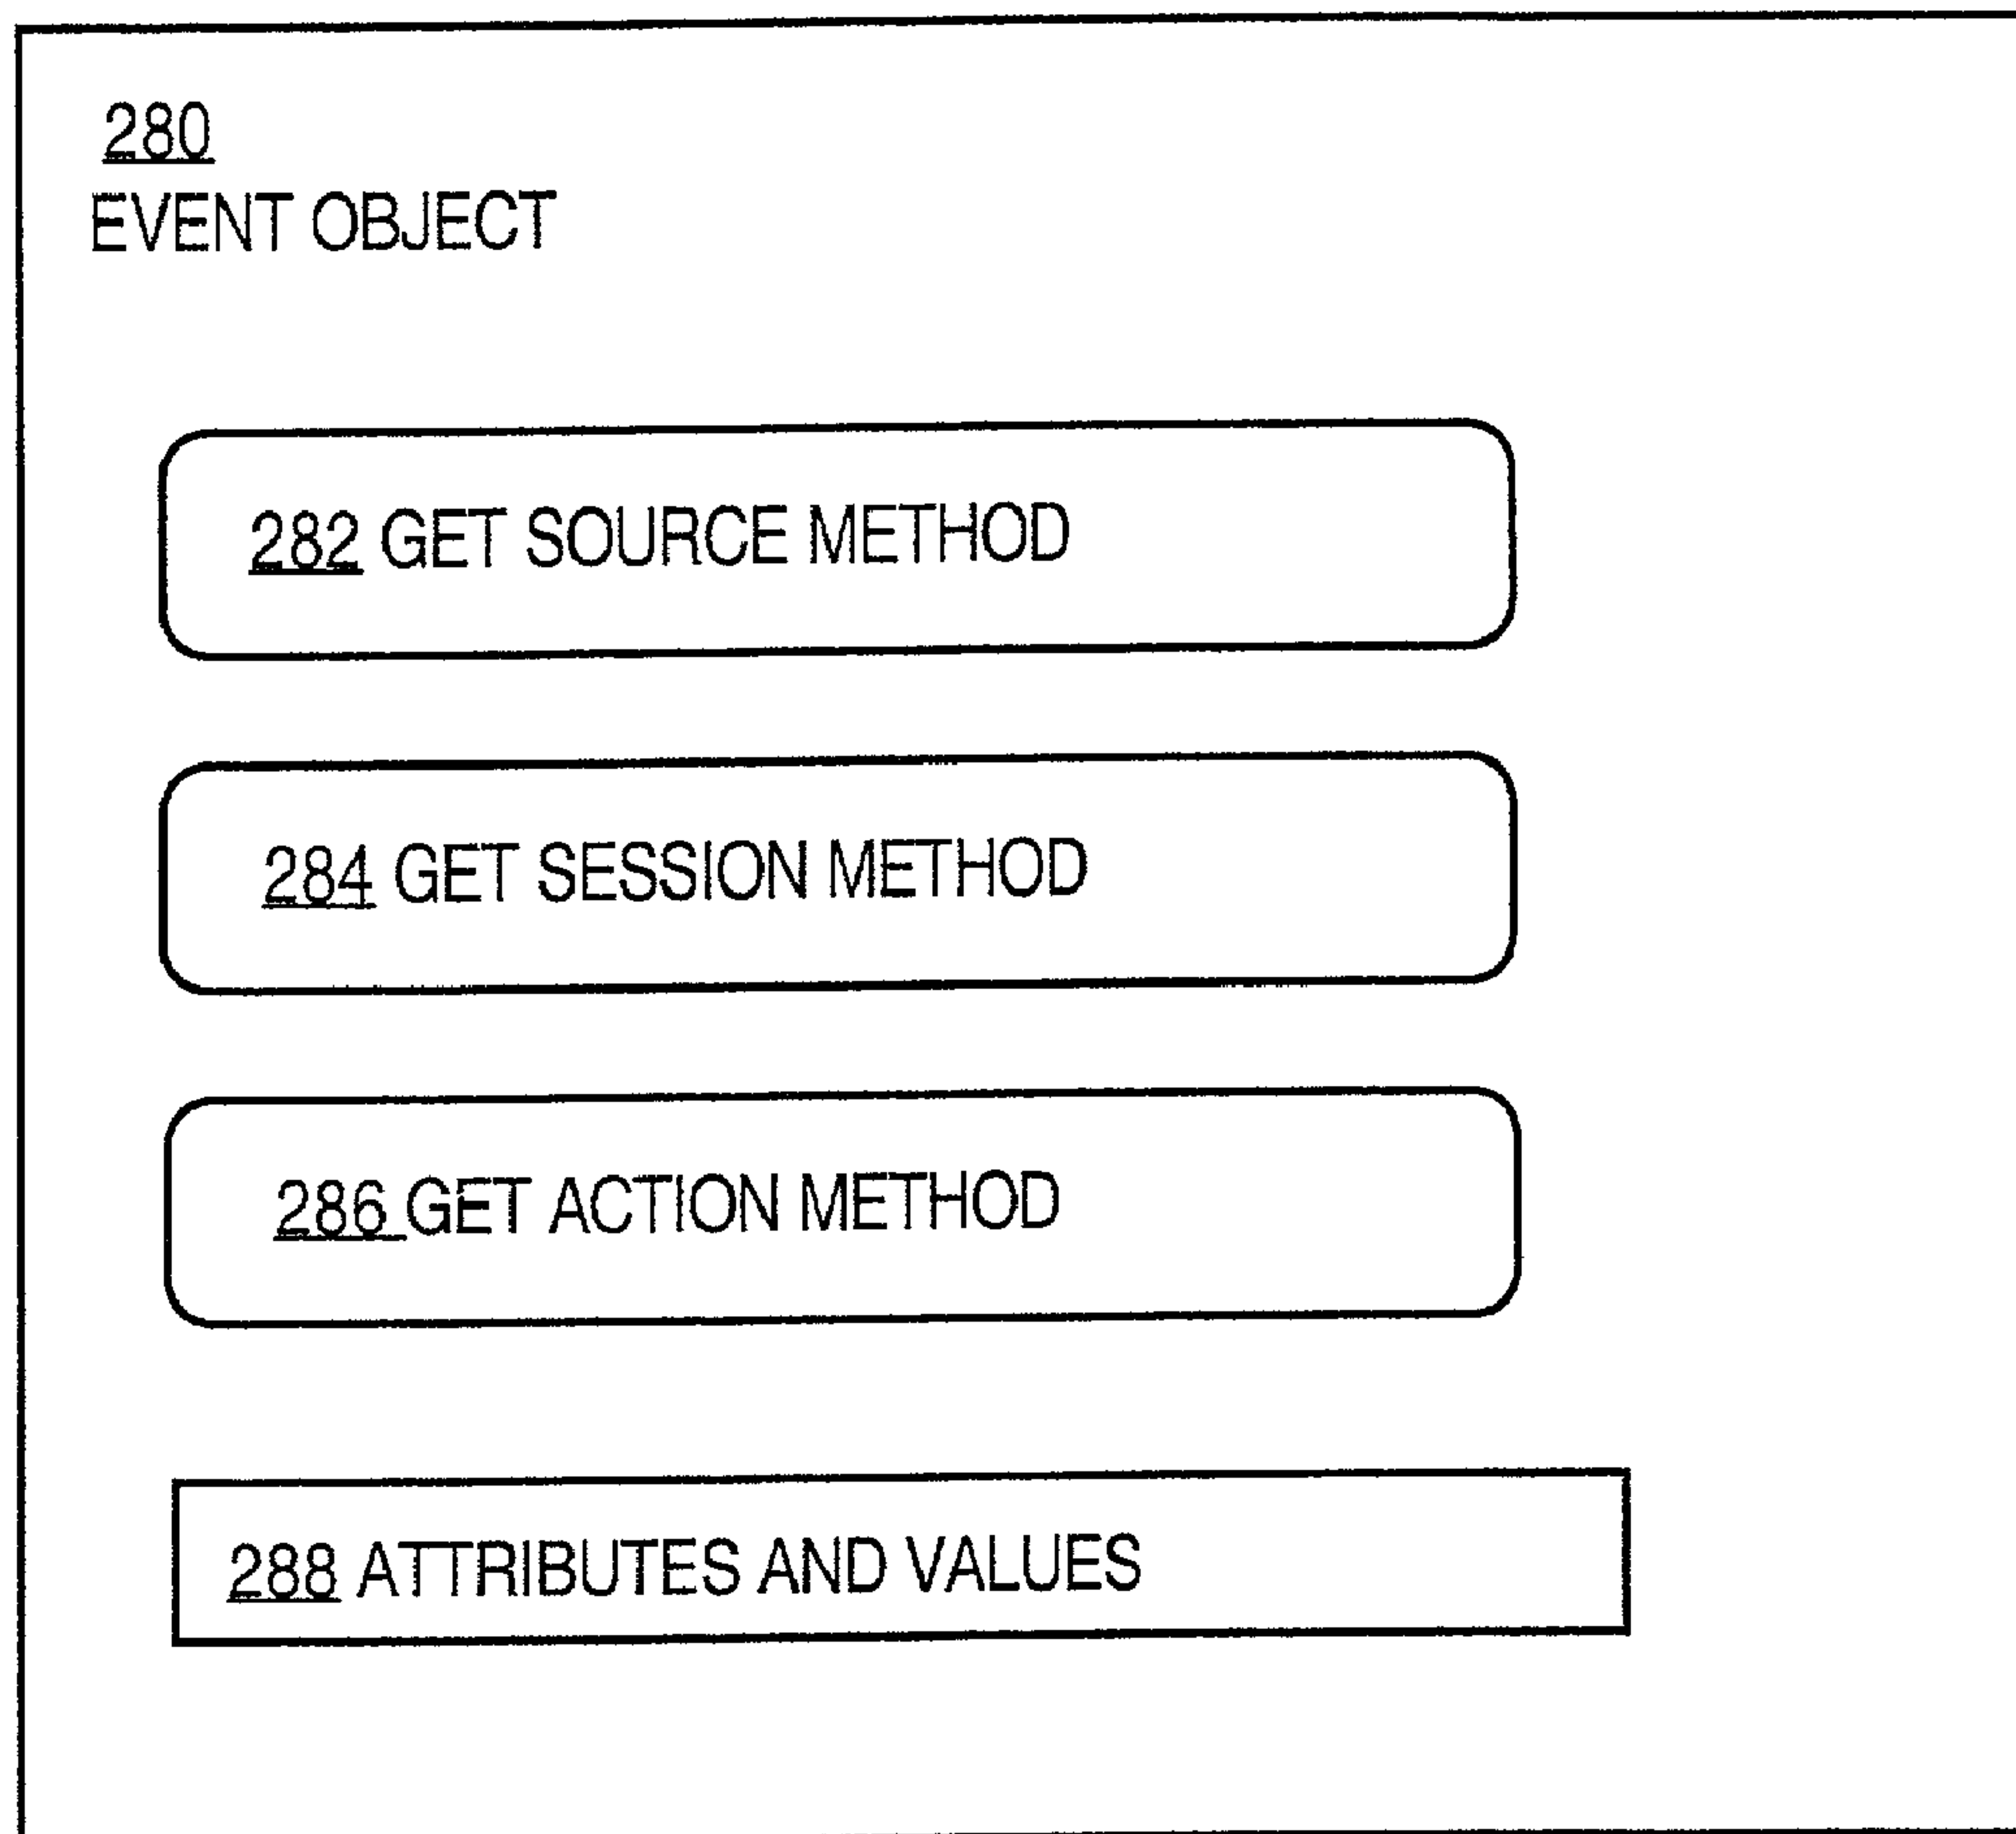 280
EVENT OBJECT
282 GET SOURCE METHOD
284 GET SESSION METHOD
286 GET ACTION METHOD
288 ATTRIBUTES AND VALUES